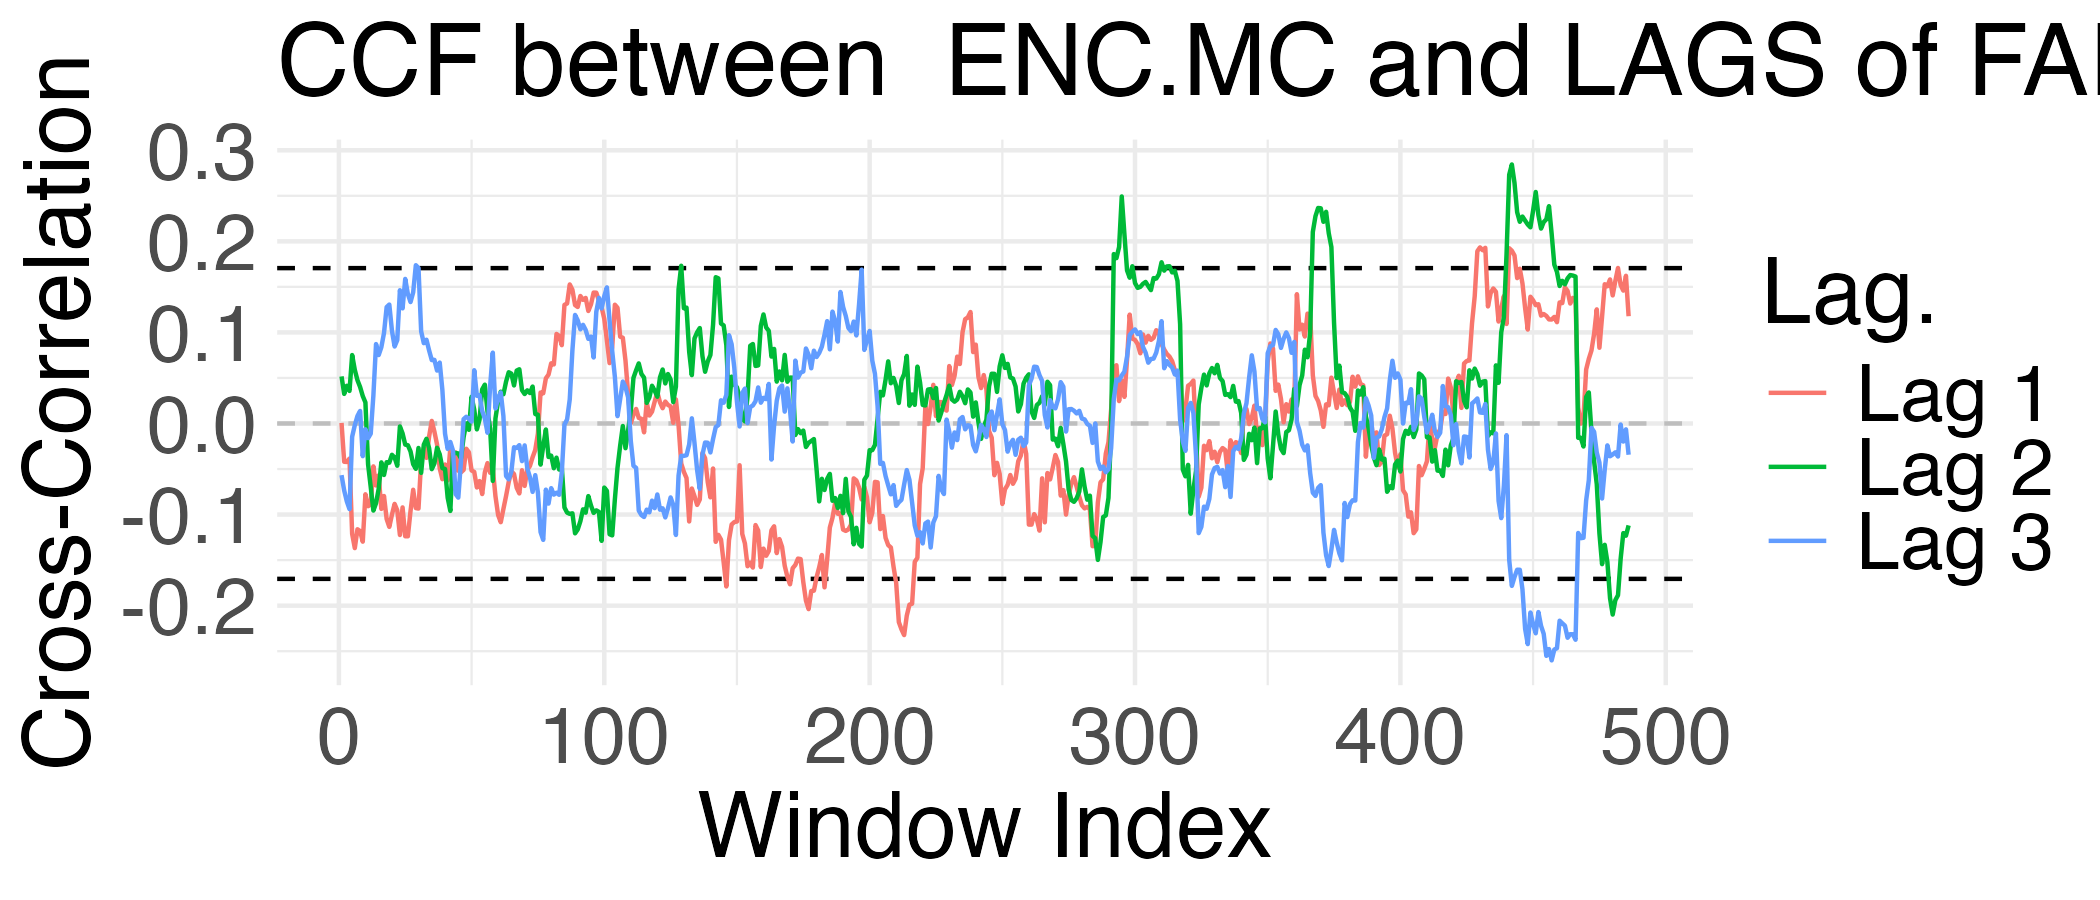 CCF between ENC.MC and LAGS of
Cross-Correlation
0.3
0.2
0.1
0.0
-0.1
-0.2
0 100 200 300 400 500
Window Index
Lag.
Lag 1
Lag 2
Lag 3